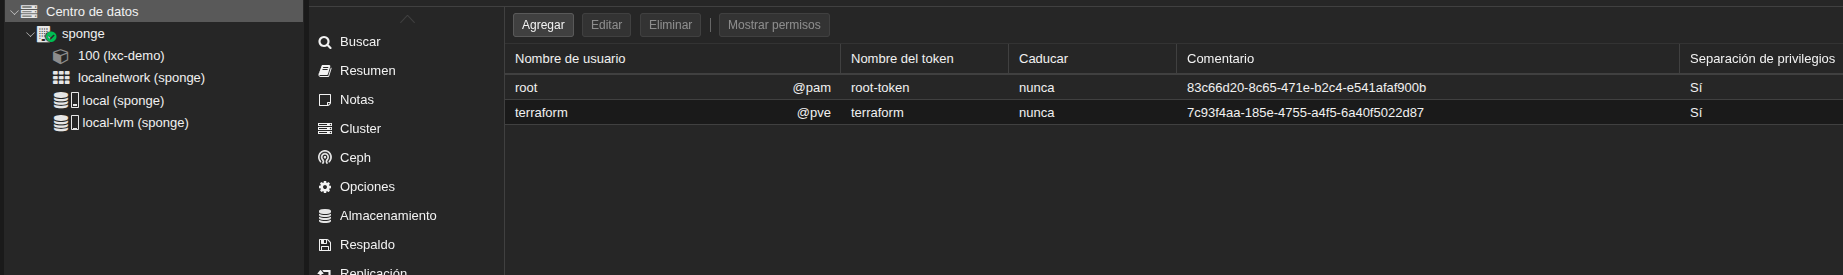 Centro de datos
sponge
100 (lxc-demo)
localnetwork (sponge)
local (sponge)
local-lvm (sponge)
Buscar
Resumen
Notas
Cluster
Ceph
Opciones
Almacenamiento
Respaldo
Replicación
Agregar Editar Eliminar Mostrar permisos
Nombre de usuario Nombre del token Caducar Comentario Separación de privilegios
root @pam root-token nunca 83c66d20-8c65-471e-b2c4-e541afaf900b Sí
terraform @pve terraform nunca 7c93f4aa-185e-4755-a4f5-6a40f5022d87 Sí